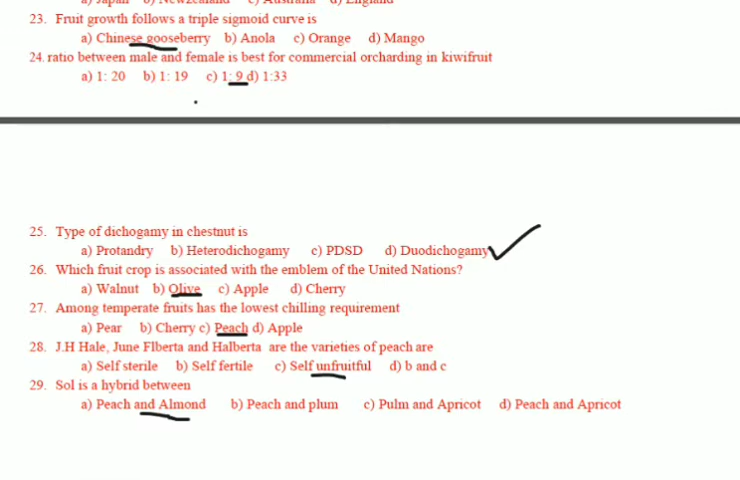 a) Japan b) Newzealand c) Australia d) England
23. Fruit growth follows a triple sigmoid curve is
a) Chinese gooseberry b) Anola c) Orange d) Mango
24. ratio between male and female is best for commercial orcharding in kiwifruit
a) 1: 20 b) 1: 19 c) 1: 9 d) 1:33
25. Type of dichogamy in chestnut is
a) Protandry b) Heterodichogamy c) PDSD d) Duodichogamy
26. Which fruit crop is associated with the emblem of the United Nations?
a) Walnut b) Olive c) Apple d) Cherry
27. Among temperate fruits has the lowest chilling requirement
a) Pear b) Cherry c) Peach d) Apple
28. J.H Hale, June Flberta and Halberta are the varieties of peach are
a) Self sterile b) Self fertile c) Self unfruitful d) b and c
29. Sol is a hybrid between
a) Peach and Almond b) Peach and plum c) Pulm and Apricot d) Peach and Apricot